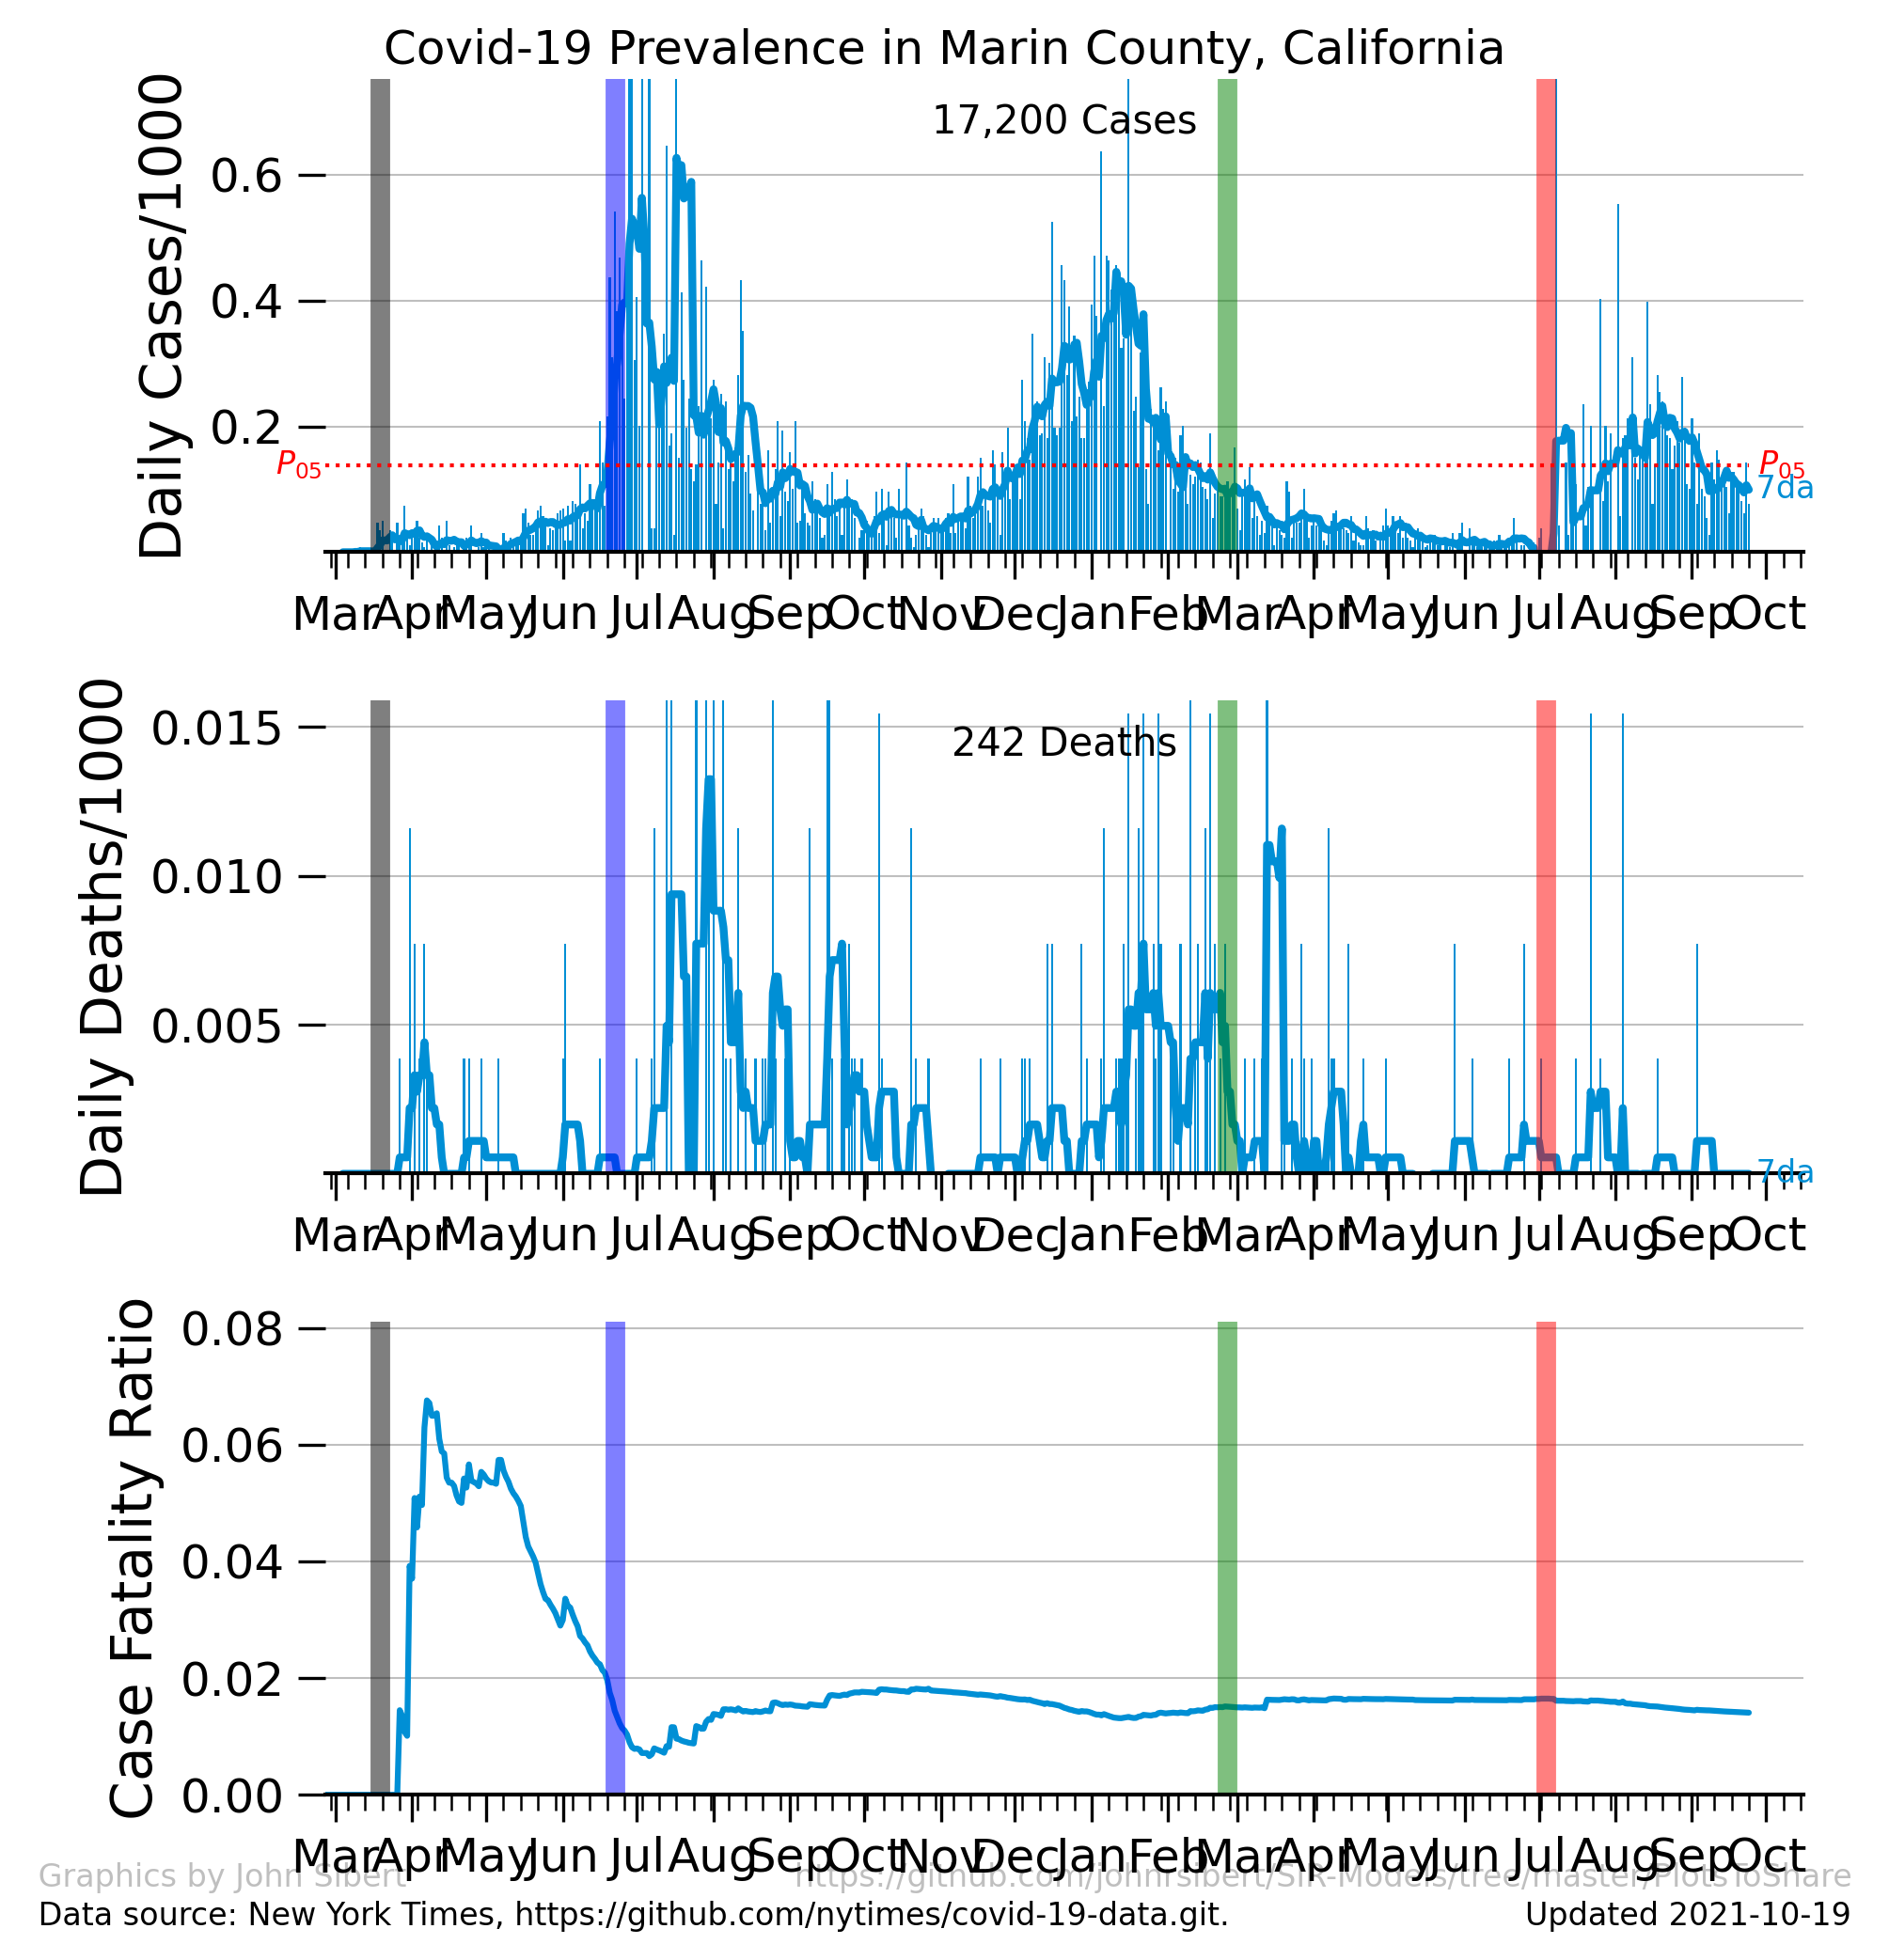 Covid-19 Prevalence in Marin County, California
Daily Cases/1000
17,200 Cases
0.6
0.4
0.2
P05
P05
7da
Mar Apr May Jun Jul Aug Sep Oct Nov Dec Jan Feb Mar Apr May Jun Jul Aug Sep Oct
Daily Deaths/1000
242 Deaths
0.015
0.010
0.005
7da
Mar Apr May Jun Jul Aug Sep Oct Nov Dec Jan Feb Mar Apr May Jun Jul Aug Sep Oct
Case Fatality Ratio
0.08
0.06
0.04
0.02
0.00
Mar Apr May Jun Jul Aug Sep Oct Nov Dec Jan Feb Mar Apr May Jun Jul Aug Sep Oct
Graphics by John Sibert https://github.com/johnrsibert/SIR-Models/tree/master/PlotsToShare
Data source: New York Times, https://github.com/nytimes/covid-19-data.git. Updated 2021-10-19